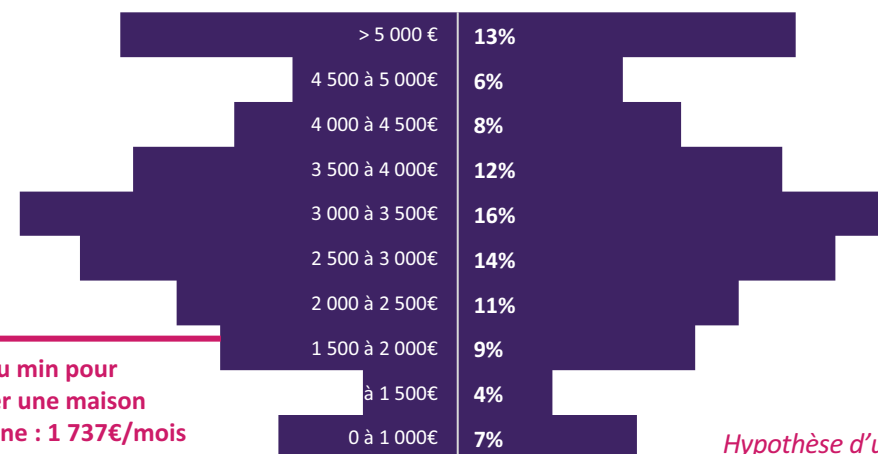 > 5 000 € 13%
4 500 à 5 000€ 6%
4 000 à 4 500€ 8%
3 500 à 4 000€ 12%
3 000 à 3 500€ 16%
2 500 à 3 000€ 14%
2 000 à 2 500€ 11%
1 500 à 2 000€ 9%
à 1 500€ 4%
0 à 1 000€ 7%
u min pour
er une maison
ne : 1 737€/mois
Hypothèse d'u